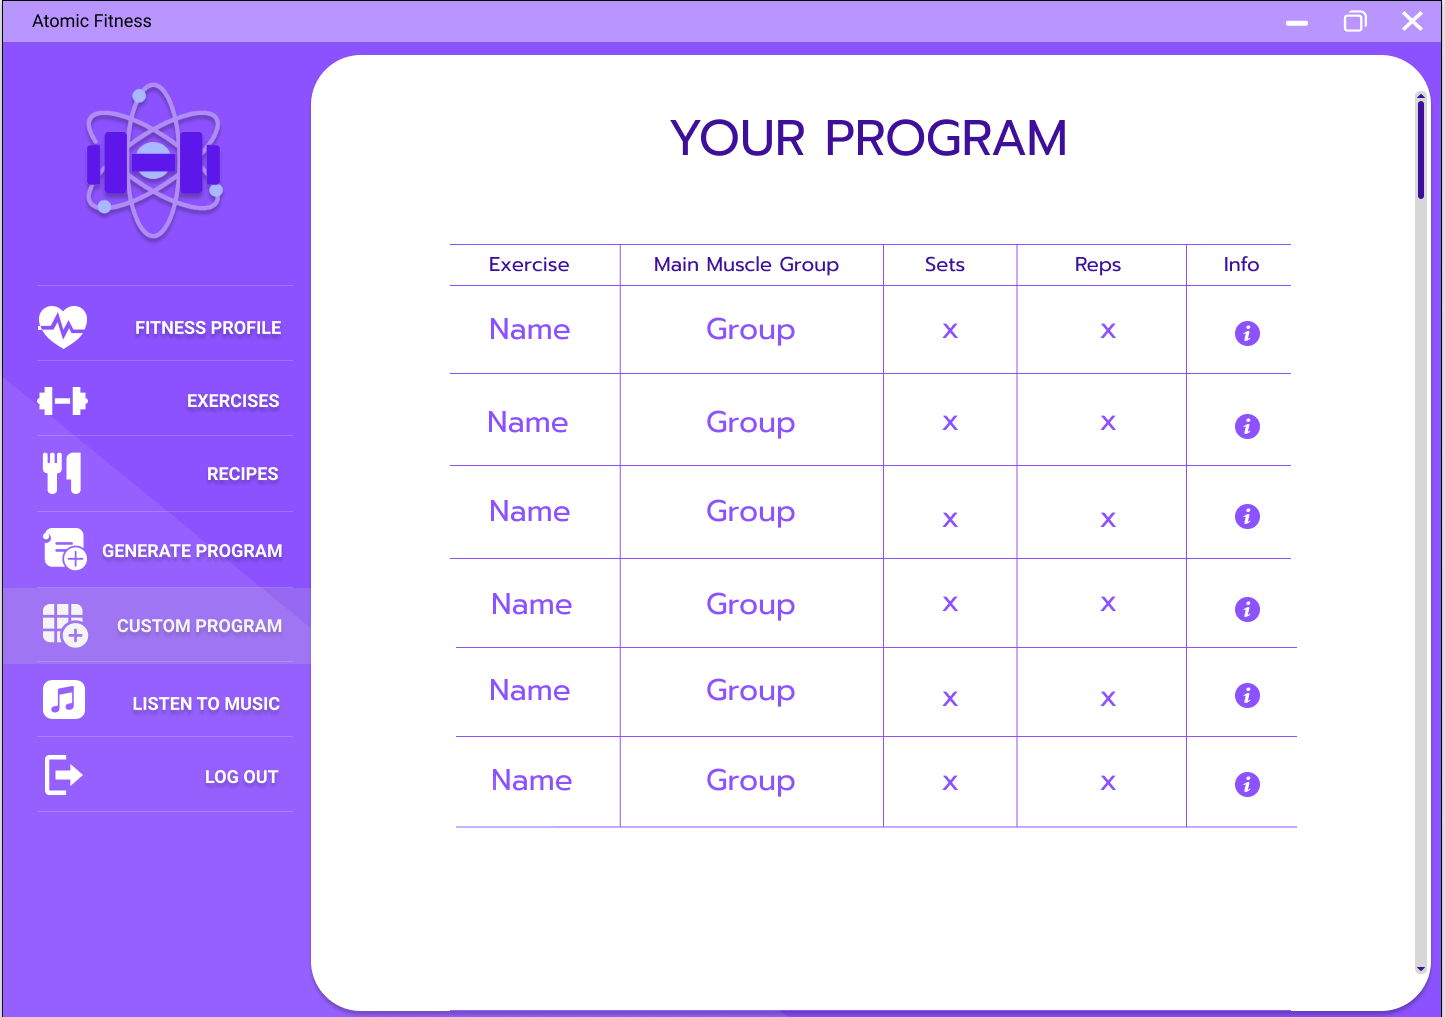 Atomic Fitness
FITNESS PROFILE
EXERCISES
RECIPES
GENERATE PROGRAM
CUSTOM PROGRAM
LISTEN TO MUSIC
LOG OUT
YOUR PROGRAM
Exercise Main Muscle Group Sets Reps Info
Name Group x x i
Name Group x x i
Name Group x x i
Name Group x x i
Name Group x x i
Name Group x x i